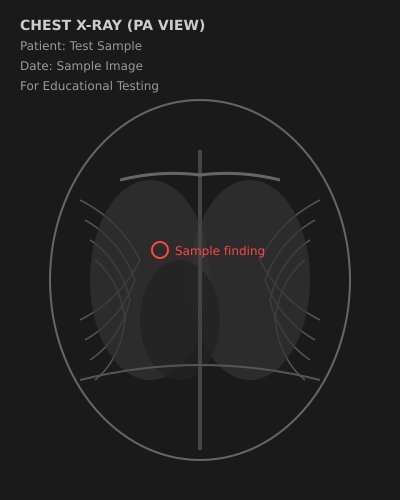 CHEST X-RAY (PA VIEW)
Patient: Test Sample
Date: Sample Image
For Educational Testing
Sample finding